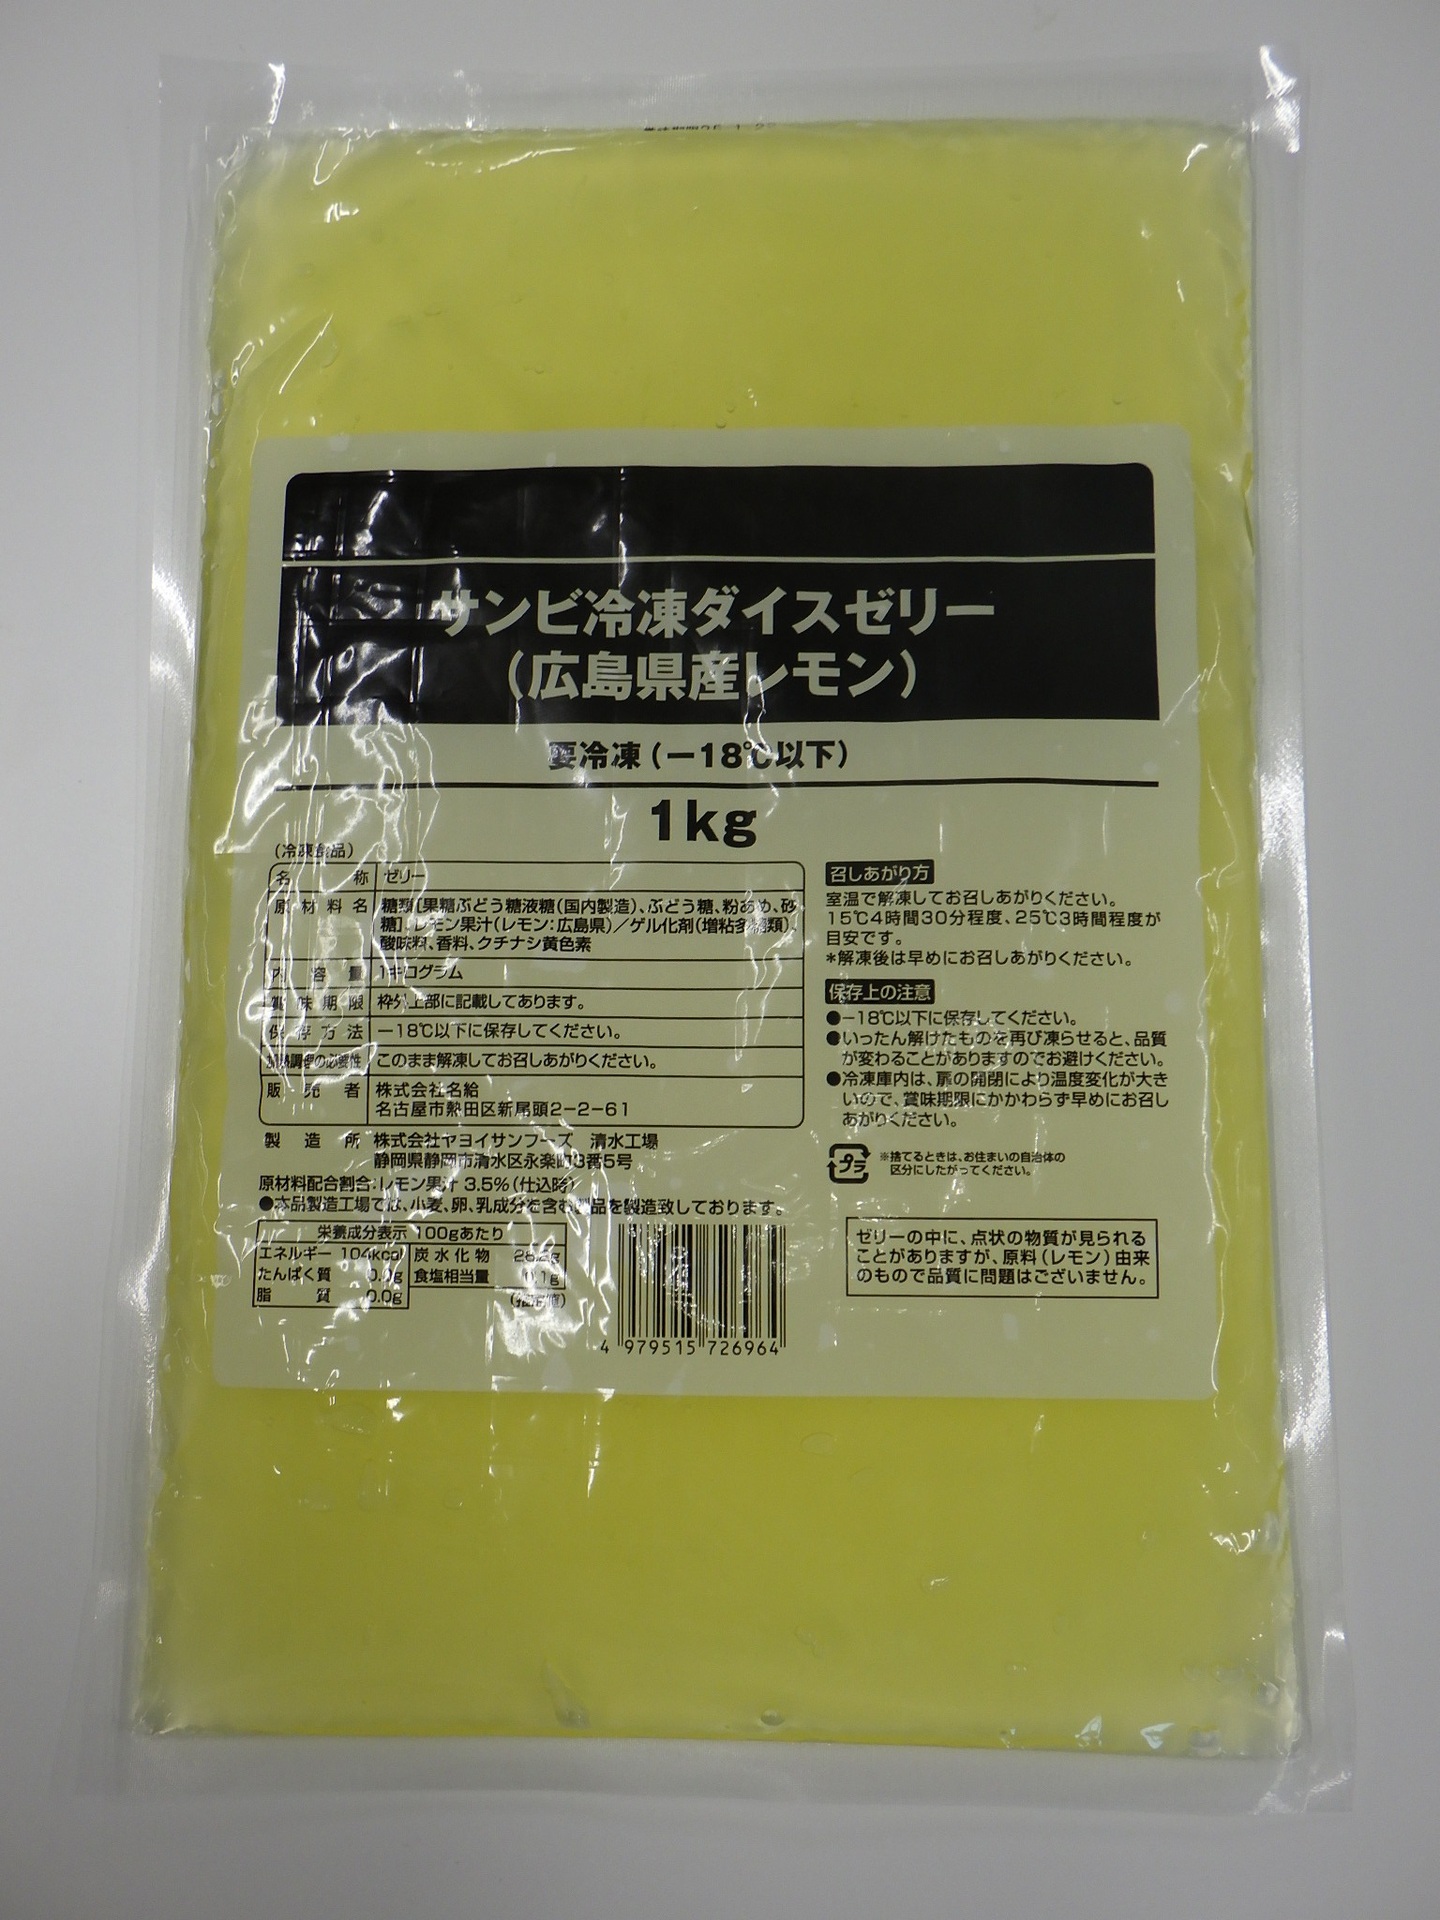 サンビ冷凍ダイスゼリー
（広島県産レモン）
要冷凍（－18℃以下）
1kg
（冷凍食品）
名称 ゼリー
原材料名 糖類〔果糖ぶどう糖液糖（国内製造）、ぶどう糖、粉あめ、砂
糖〕、レモン果汁（レモン：広島県）／ゲル化剤（増粘多糖類）、
酸味料、香料、クチナシ黄色素
内容量 1キログラム
賞味期限 枠外上部に記載してあります。
保存方法 －18℃以下に保存してください。
加熱調理の必要性 このまま解凍してお召しあがりください。
販売者 株式会社名給
名古屋市熱田区新尾頭2-2-61
製造所 株式会社ヤヨイサンフーズ 清水工場
静岡県静岡市清水区永楽町3番5号
原材料配合割合：レモン果汁 3.5%（仕込時）
●本品製造工場では、小麦、卵、乳成分を含む製品を製造致しております。
栄養成分表示 100gあたり
エネルギー 104kcal 炭水化物
たんぱく質 0.0g 食塩相当量 0.1g
脂質 0.0g （推定値）
4 979515 726964
召しあがり方
室温で解凍してお召しあがりください。
15℃4時間30分程度、25℃3時間程度が
目安です。
＊解凍後は早めにお召しあがりください。
保存上の注意
●－18℃以下に保存してください。
●いったん解けたものを再び凍らせると、品質
が変わることがありますのでお避けください。
●冷凍庫内は、扉の開閉により温度変化が大き
いので、賞味期限にかかわらず早めにお召し
あがりください。
プラ
※捨てるときは、お住まいの自治体の
区分にしたがってください。
ゼリーの中に、点状の物質が見られる
ことがありますが、原料（レモン）由来
のもので品質に問題はございません。